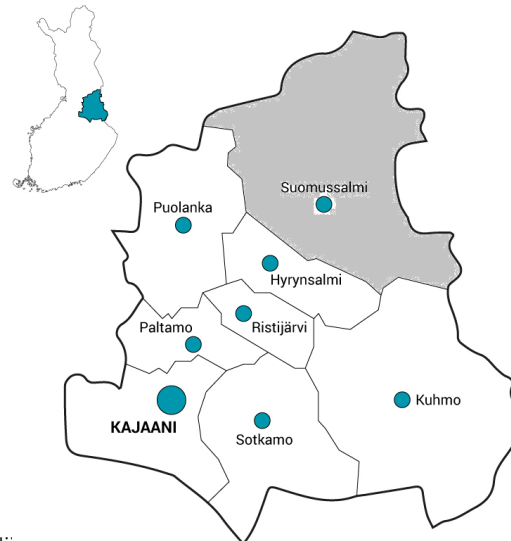 Suomussalmi
Puolanka
Hyrynsalmi
Paltamo
Ristijärvi
Kuhmo
KAJAANI
Sotkamo